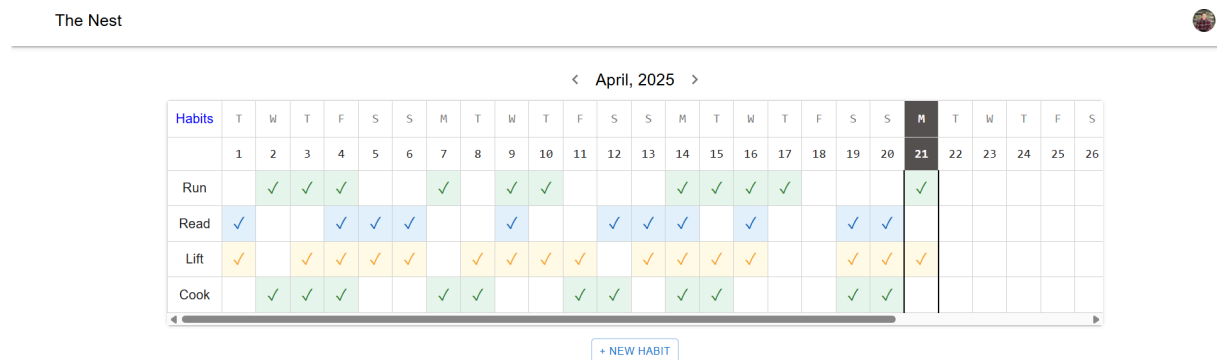 The Nest
April, 2025
Habits T W T F S S M T W T F S S M T W T F S S M T W T F S
1 2 3 4 5 6 7 8 9 10 11 12 13 14 15 16 17 18 19 20 21 22 23 24 25 26
Run ✓ ✓ ✓ ✓ ✓ ✓ ✓ ✓ ✓ ✓ ✓
Read ✓ ✓ ✓ ✓ ✓ ✓ ✓ ✓ ✓ ✓ ✓
Lift ✓ ✓ ✓ ✓ ✓ ✓ ✓ ✓ ✓ ✓ ✓ ✓ ✓ ✓ ✓ ✓
Cook ✓ ✓ ✓ ✓ ✓ ✓ ✓ ✓ ✓ ✓ ✓
+ NEW HABIT